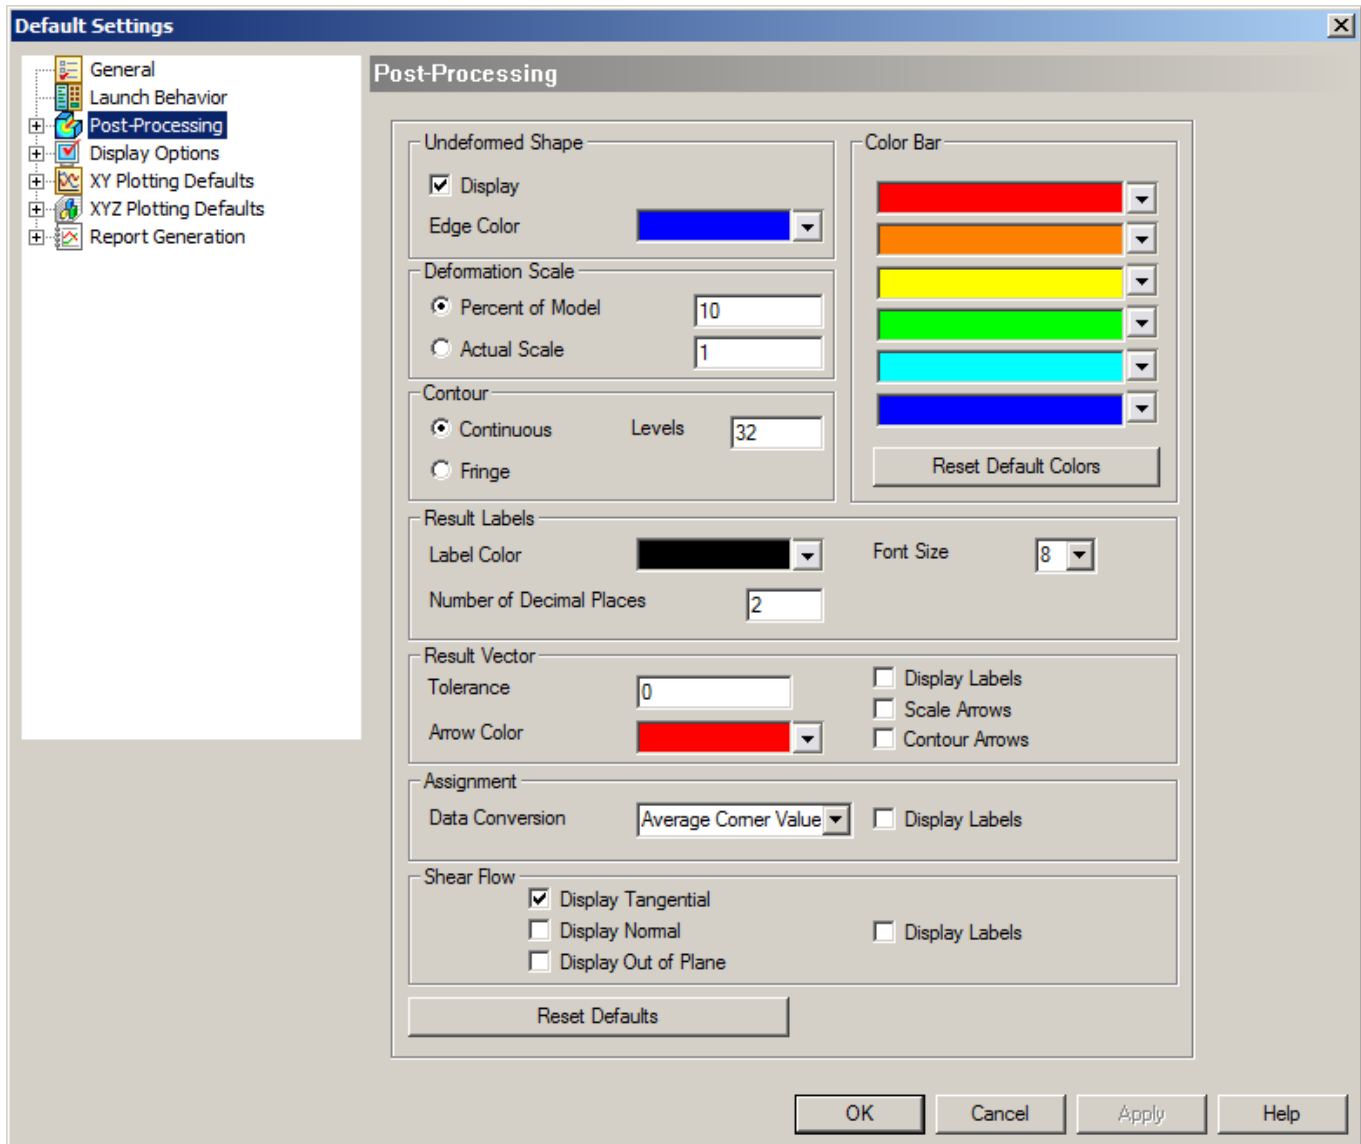 Default Settings
General
Launch Behavior
Post-Processing
Display Options
XY Plotting Defaults
XYZ Plotting Defaults
Report Generation
Post-Processing
Undeformed Shape
Display
Edge Color
Color Bar
Reset Default Colors
Deformation Scale
Percent of Model 10
Actual Scale 1
Contour
Continuous Levels 32
Fringe
Result Labels
Label Color Font Size 8
Number of Decimal Places 2
Result Vector
Tolerance 0 Display Labels
Scale Arrows
Arrow Color Contour Arrows
Assignment
Data Conversion Average Corner Value Display Labels
Shear Flow
Display Tangential
Display Normal Display Labels
Display Out of Plane
Reset Defaults
OK Cancel Apply Help